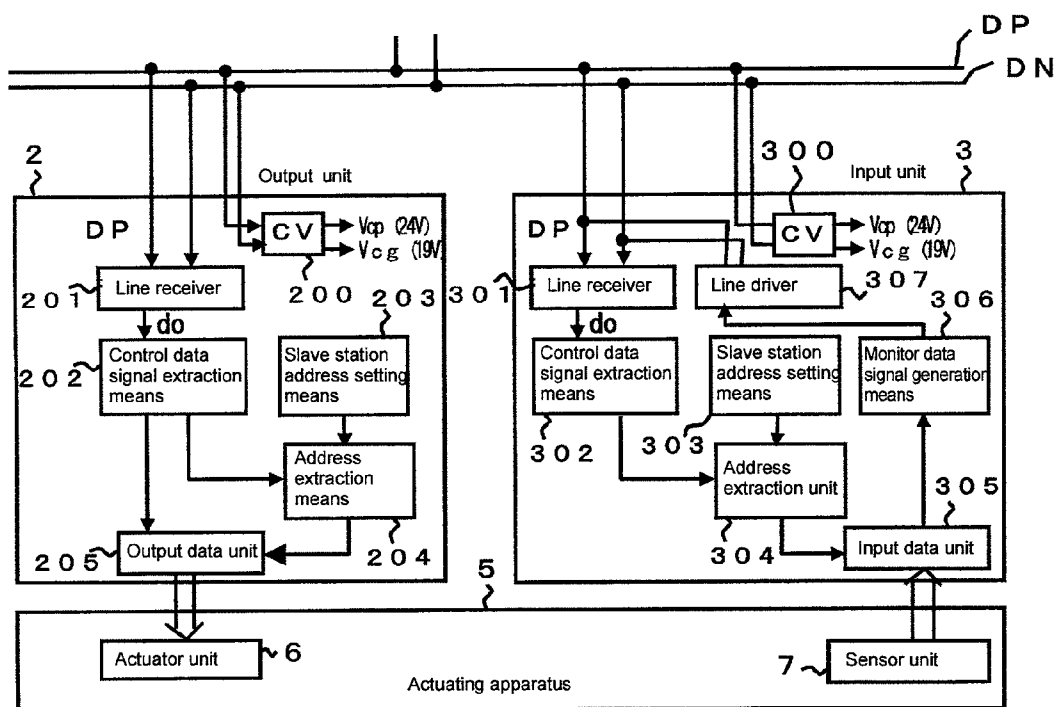 DP
DN
2
Output unit
300
Input unit
3
DP
CV
Vcp (24V)
Vcg (19V)
DP
CV
Vcp (24V)
Vcg (19V)
201
Line receiver
200
203
301
Line receiver
Line driver
307
306
do
do
202
Control data
signal extraction
means
Slave station
address setting
means
Control data
signal extraction
means
Slave station
address setting
means
Monitor data
signal generation
means
302
303
Address
extraction
means
Address
extraction unit
305
205
Output data unit
204
304
Input data unit
5
Actuator unit
6
7
Sensor unit
Actuating apparatus